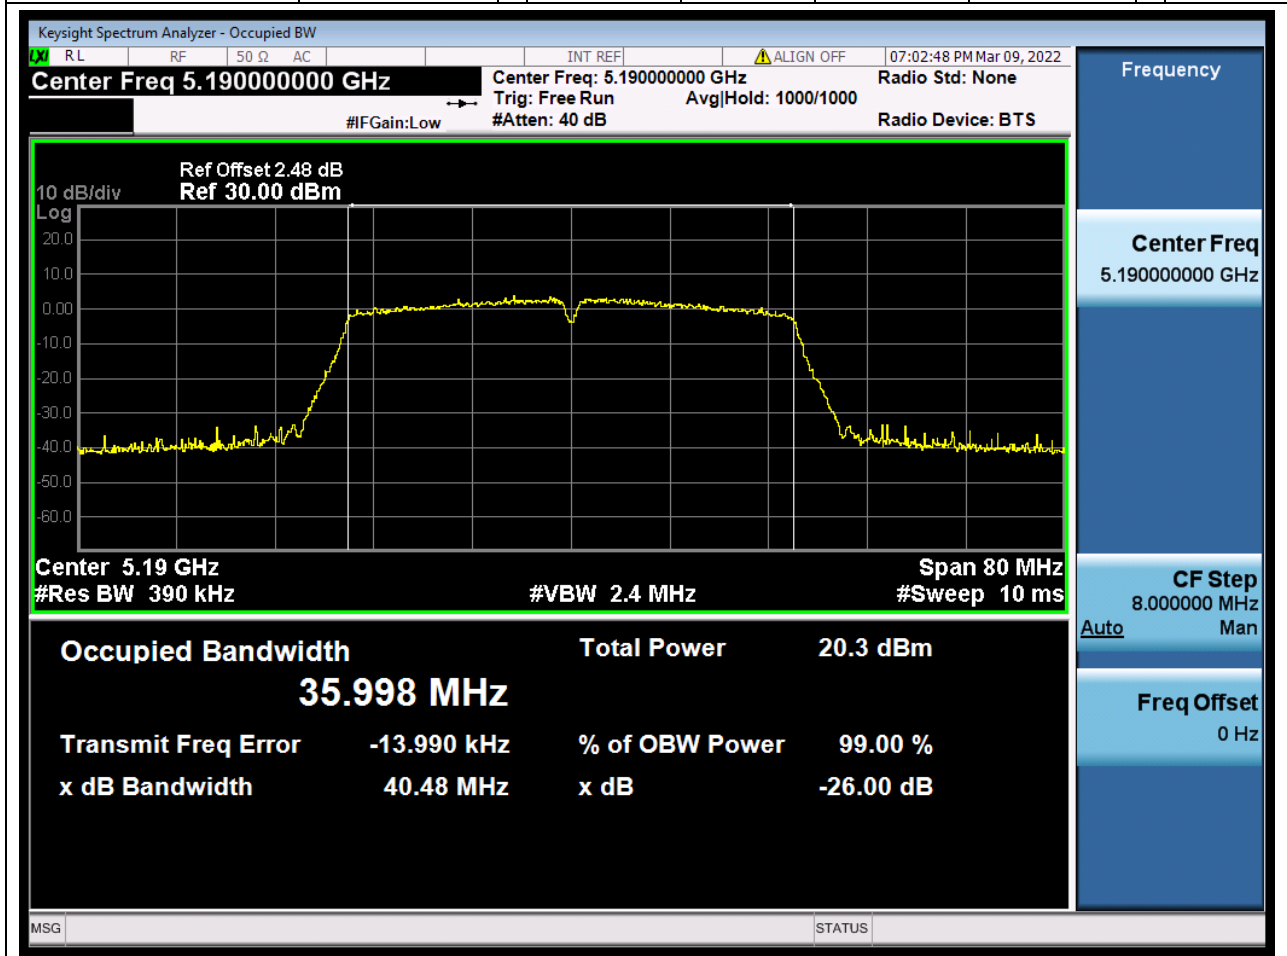 Keysight Spectrum Analyzer - Occupied BW
LXI RL RF 50 Ω AC INT REF ALIGN OFF 07:02:48 PM Mar 09, 2022
Center Freq 5.190000000 GHz
Center Freq: 5.190000000 GHz Radio Std: None
Trig: Free Run Avg|Hold: 1000/1000
#IFGain:Low #Atten: 40 dB Radio Device: BTS
Ref Offset 2.48 dB
10 dB/div Ref 30.00 dBm
Log
20.0
10.0
0.00
-10.0
-20.0
-30.0
-40.0
-50.0
-60.0
Center 5.19 GHz Span 80 MHz
#Res BW 390 kHz #VBW 2.4 MHz #Sweep 10 ms
Occupied Bandwidth Total Power 20.3 dBm
35.998 MHz
Transmit Freq Error -13.990 kHz % of OBW Power 99.00 %
x dB Bandwidth 40.48 MHz x dB -26.00 dB
MSG STATUS
Frequency
Center Freq
5.190000000 GHz
CF Step
8.000000 MHz
Auto Man
Freq Offset
0 Hz